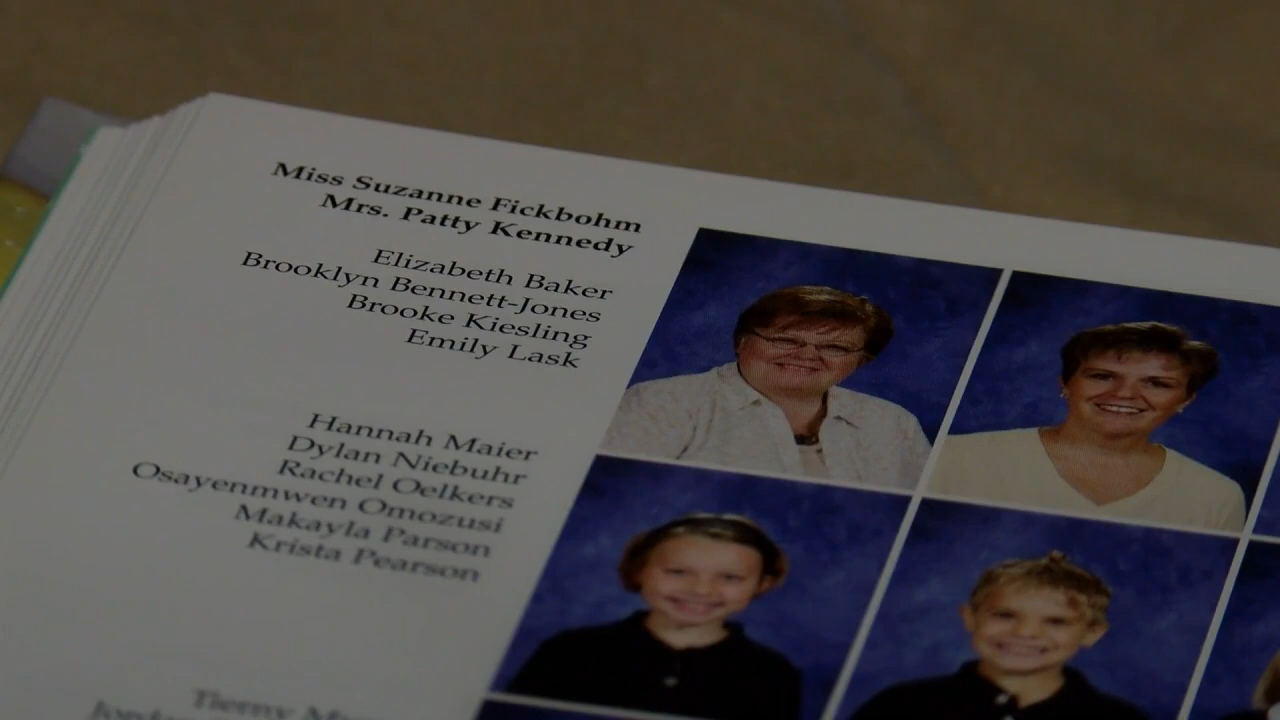 Miss Suzanne Fickbohm
Mrs. Patty Kennedy
Elizabeth Baker
Brooklyn Bennett-Jones
Brooke Kiesling
Emily Lask
Hannah Maier
Dylan Niebuhr
Rachel Oelkers
Osayenmwen Omozusi
Makayla Parson
Krista Pearson
Tierny